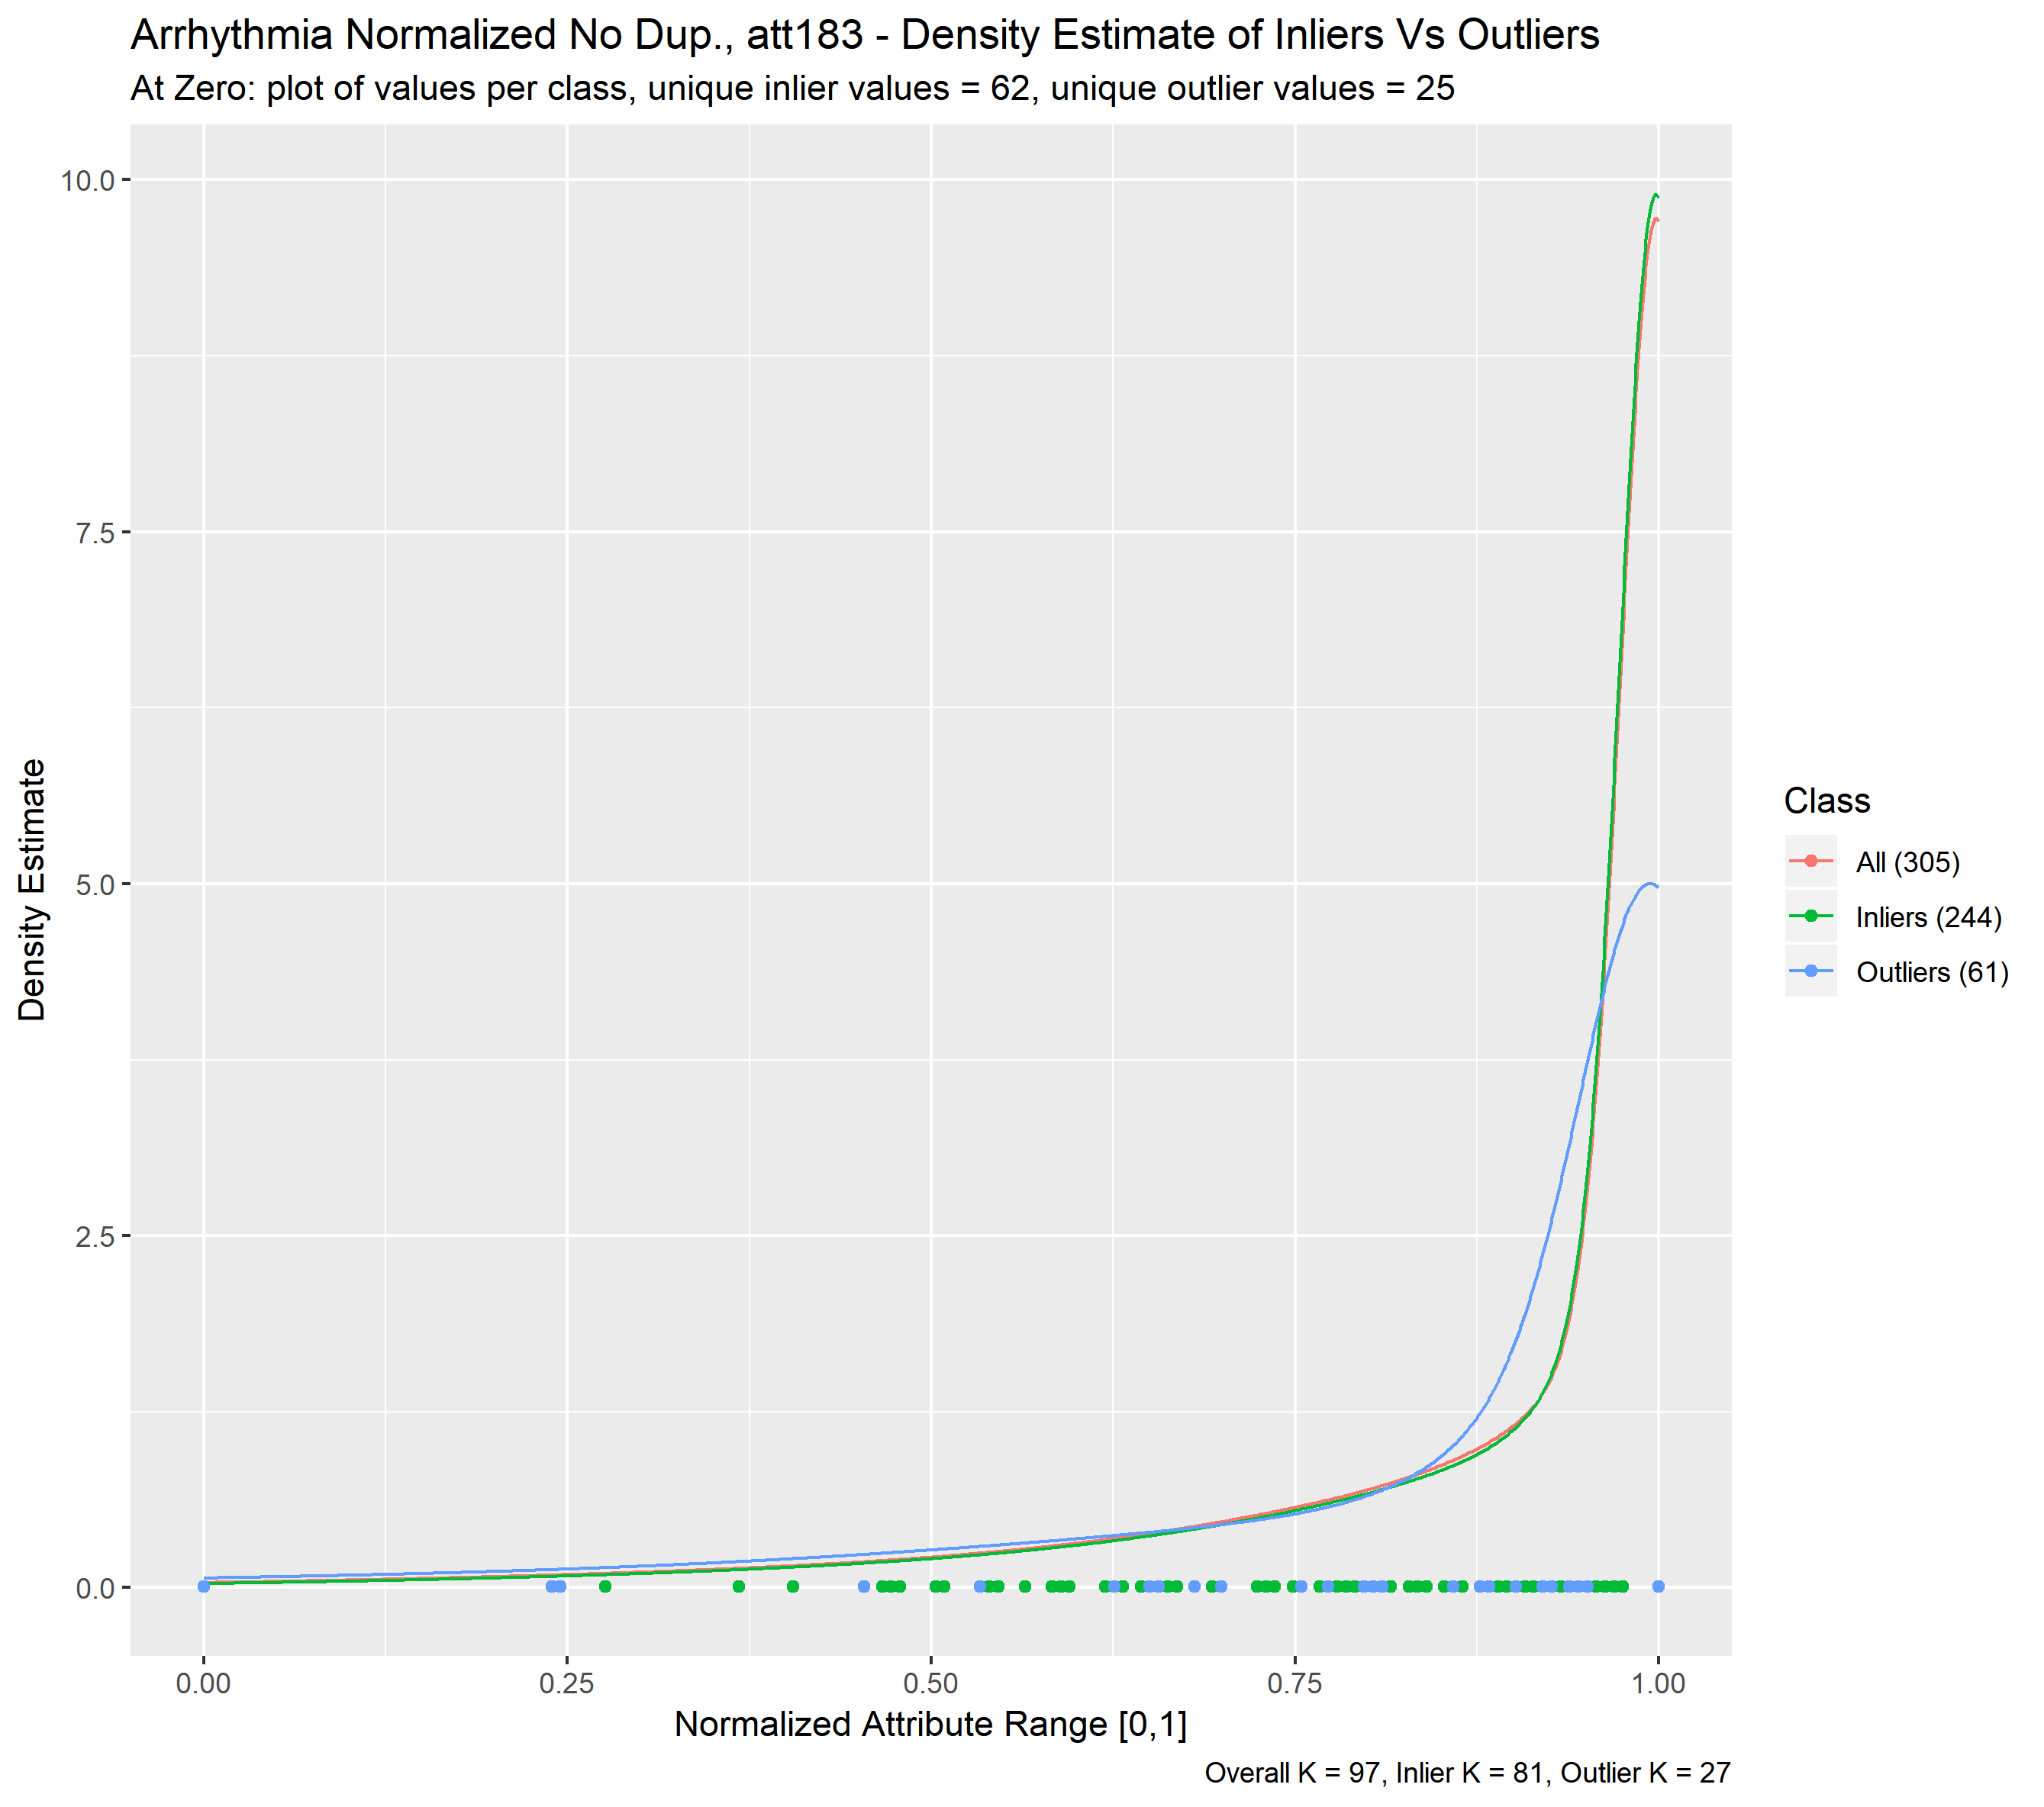 Arrhythmia Normalized No Dup., att183 - Density Estimate of Inliers Vs Outliers
At Zero: plot of values per class, unique inlier values = 62, unique outlier values = 25
10.0
7.5
5.0
2.5
0.0
Density Estimate
0.00 0.25 0.50 0.75 1.00
Normalized Attribute Range [0,1]
Class
All (305)
Inliers (244)
Outliers (61)
Overall K = 97, Inlier K = 81, Outlier K = 27